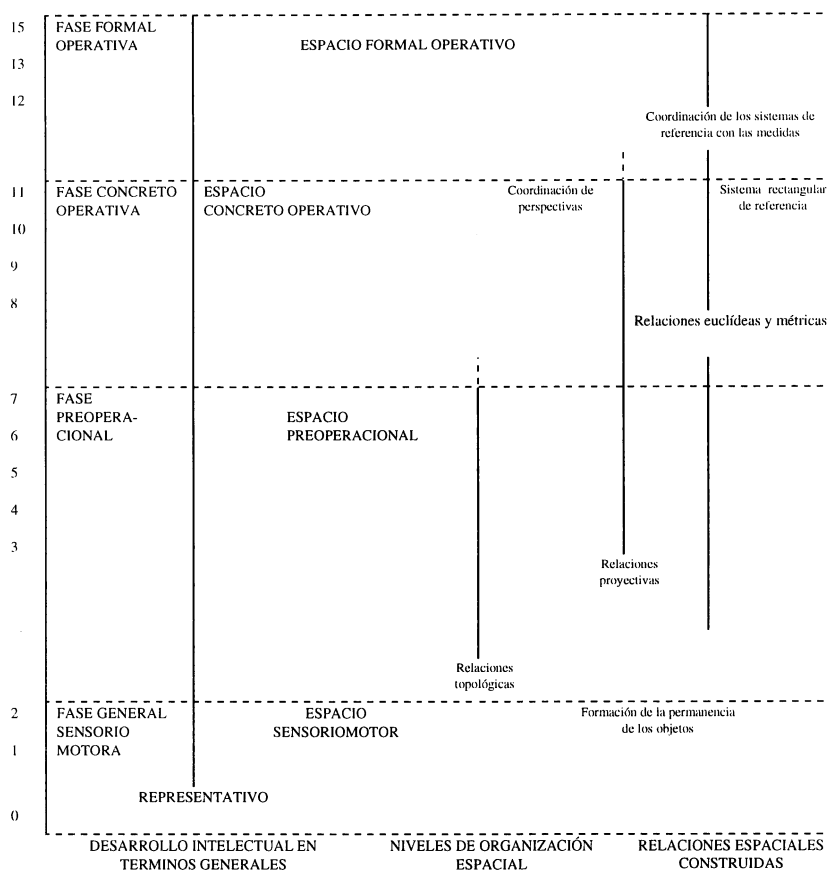 15
FASE FORMAL
OPERATIVA
ESPACIO FORMAL OPERATIVO
13
12
Coordinación de los sistemas de
referencia con las medidas
11
FASE CONCRETO
OPERATIVA
ESPACIO
CONCRETO OPERATIVO
Coordinación de
perspectivas
Sistema rectangular
de referencia
10
9
8
Relaciones euclídeas y métricas
7
FASE
PREOPERA-
CIONAL
ESPACIO
PREOPERACIONAL
6
5
4
3
Relaciones
proyectivas
Relaciones
topológicas
2
FASE GENERAL
SENSORIO
MOTORA
ESPACIO
SENSORIOMOTOR
Formación de la permanencia
de los objetos
1
REPRESENTATIVO
0
DESARROLLO INTELECTUAL EN
TERMINOS GENERALES
NIVELES DE ORGANIZACIÓN
ESPACIAL
RELACIONES ESPACIALES
CONSTRUIDAS